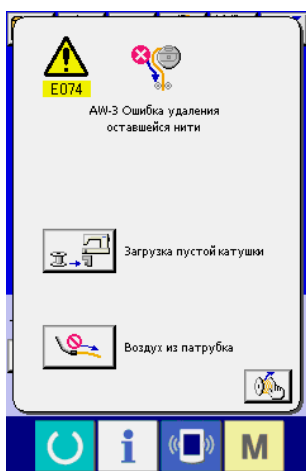 E074
AW-3 Ошибка удаления
оставшейся нити
Загрузка пустой катушки
Воздух из патрубка
i
M